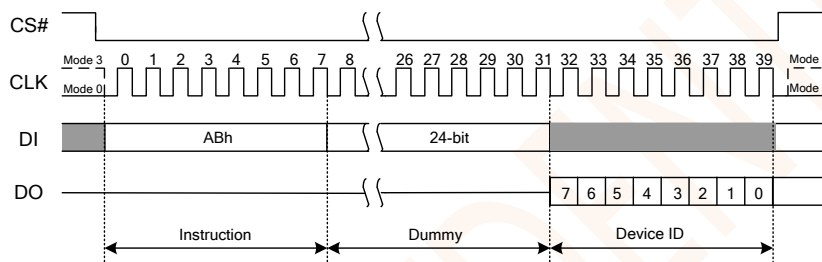 CS#
Mode 3 0 1 2 3 4 5 6 7 8 26 27 28 29 30 31 32 33 34 35 36 37 38 39 Mode
CLK
Mode 0 Mode
DI ABh 24-bit
DO 7 6 5 4 3 2 1 0
Instruction Dummy Device ID